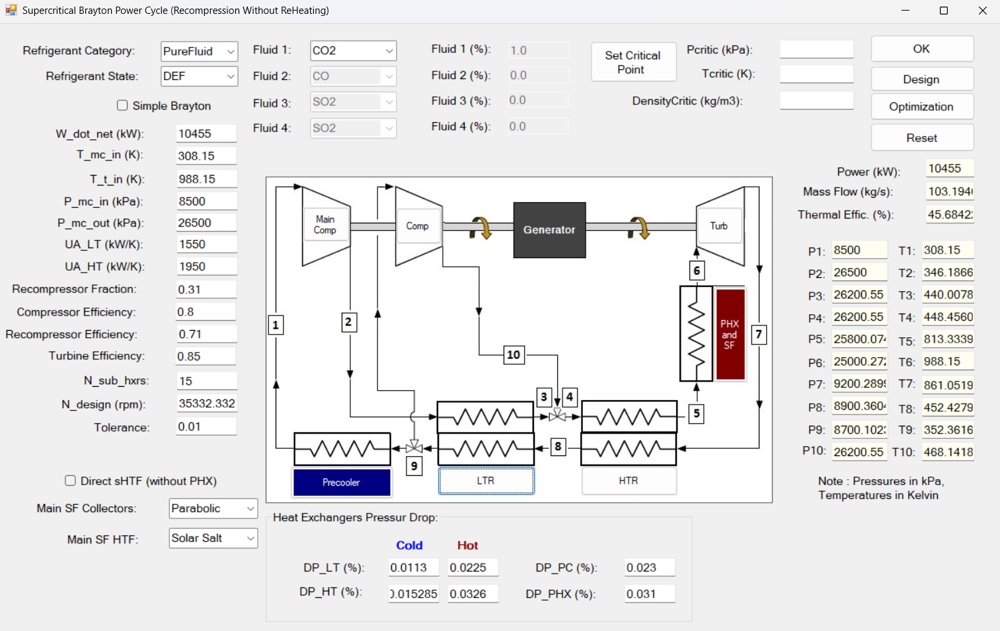 Supercritical Brayton Power Cycle (Recompression Without ReHeating)
Refrigerant Category: PureFluid
Refrigerant State: DEF
Simple Brayton
Fluid 1: CO2
Fluid 2: CO
Fluid 3: SO2
Fluid 4: SO2
Fluid 1 (%): 1.0
Fluid 2 (%): 0.0
Fluid 3 (%): 0.0
Fluid 4 (%): 0.0
Set Critical
Point
Pcritic (kPa):
Tcritic (K):
DensityCritic (kg/m3):
OK
Design
Optimization
Reset
W_dot_net (kW): 10455
T_mc_in (K): 308.15
T_t_in (K): 988.15
P_mc_in (kPa): 8500
P_mc_out (kPa): 26500
UA_LT (kW/K): 1550
UA_HT (kW/K): 1950
Recompressor Fraction: 0.31
Compressor Efficiency: 0.8
Recompressor Efficiency: 0.71
Turbine Efficiency: 0.85
N_sub_hxrs: 15
N_design (rpm): 35332.332
Tolerance: 0.01
Direct sHTF (without PHX)
Main SF Collectors: Parabolic
Main SF HTF: Solar Salt
Main
Comp
Comp
Generator
Turb
6
1
2
PHX
and
SF
7
10
3
4
5
8
9
Precooler
LTR
HTR
Heat Exchangers Pressur Drop:
Cold Hot
DP_LT (%): 0.0113 0.0225 DP_PC (%): 0.023
DP_HT (%): 0.015285 0.0326 DP_PHX (%): 0.031
Power (kW): 10455
Mass Flow (kg/s): 103.194
Thermal Effic. (%): 45.6842
P1: 8500 T1: 308.15
P2: 26500 T2: 346.1866
P3: 26200.55 T3: 440.0078
P4: 26200.55 T4: 448.4560
P5: 25800.07 T5: 813.3339
P6: 25000.27 T6: 988.15
P7: 9200.289 T7: 861.0519
P8: 8900.360 T8: 452.4279
P9: 8700.102 T9: 352.3616
P10: 26200.55 T10: 468.1418
Note : Pressures in kPa,
Temperatures in Kelvin